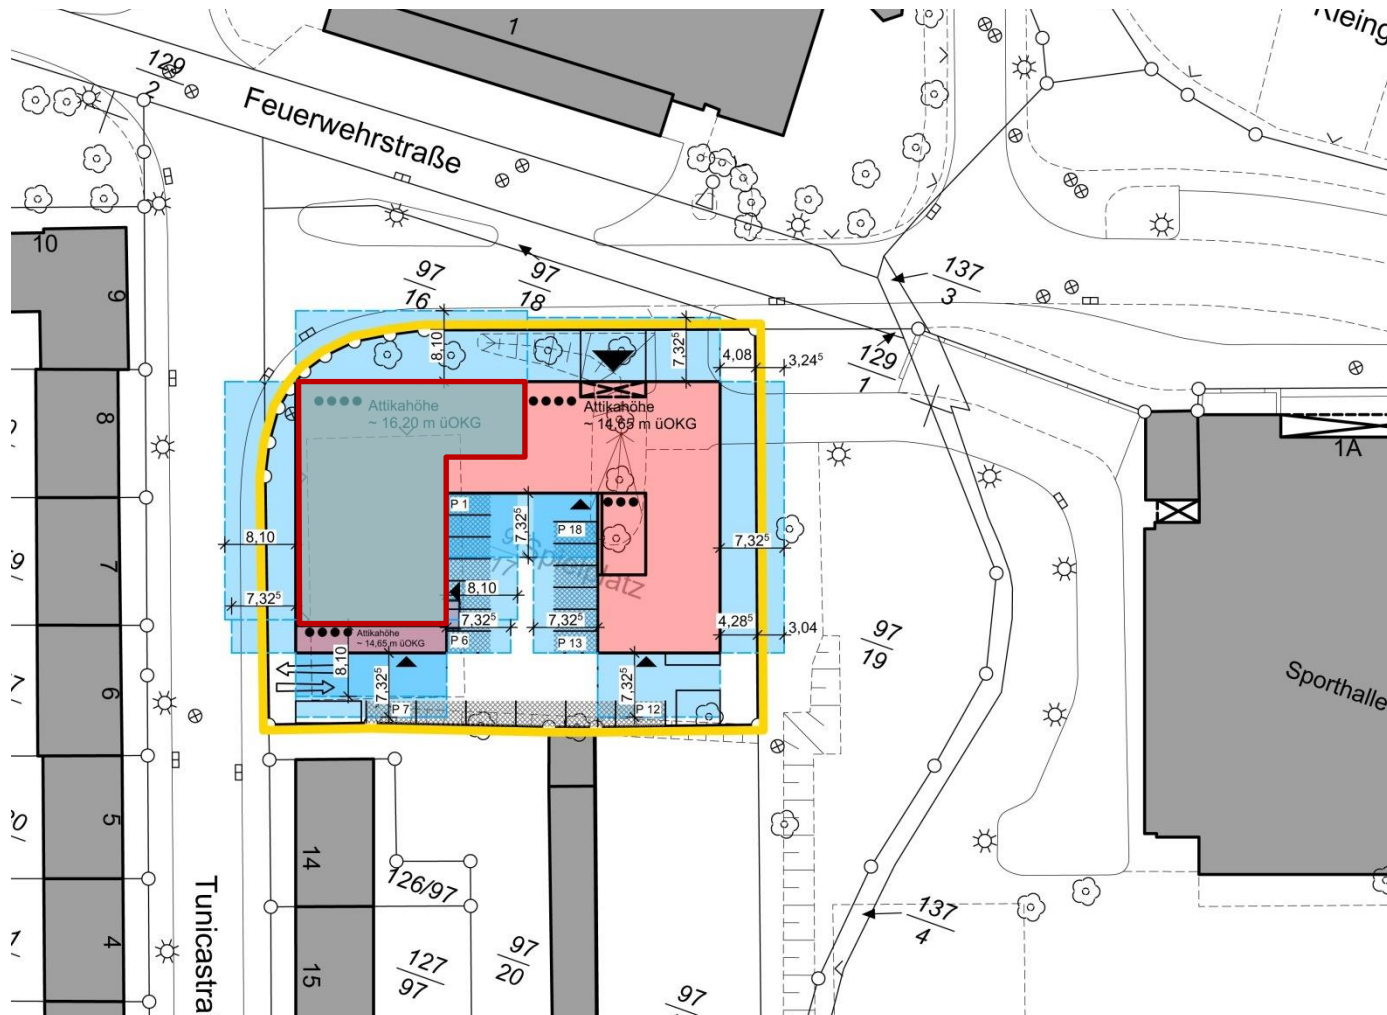 1
Kleing
129
2
Feuerwehrstraße
10
9
97
16
97
18
137
3
8,10
7,32⁵
4,08
3,24⁵
129
1
8
Attikahöhe
~ 16,20 m üOKG
Attikahöhe
~ 14,65 m üOKG
1A
P 1
P 18
7,32⁵
8,10
7,32⁵
7
9
17
Spielplatz
8,10
7,32⁵
7,32⁵
7,32⁵
4,28⁵
3,04
Attikahöhe
~ 14,65 m üOKG
P 6
P 13
97
19
8,10
7,32⁵
7,32⁵
6
Sporthalle
P 7
P 12
5
14
126/97
Tunicastra
137
4
4
15
127
97
97
20
97